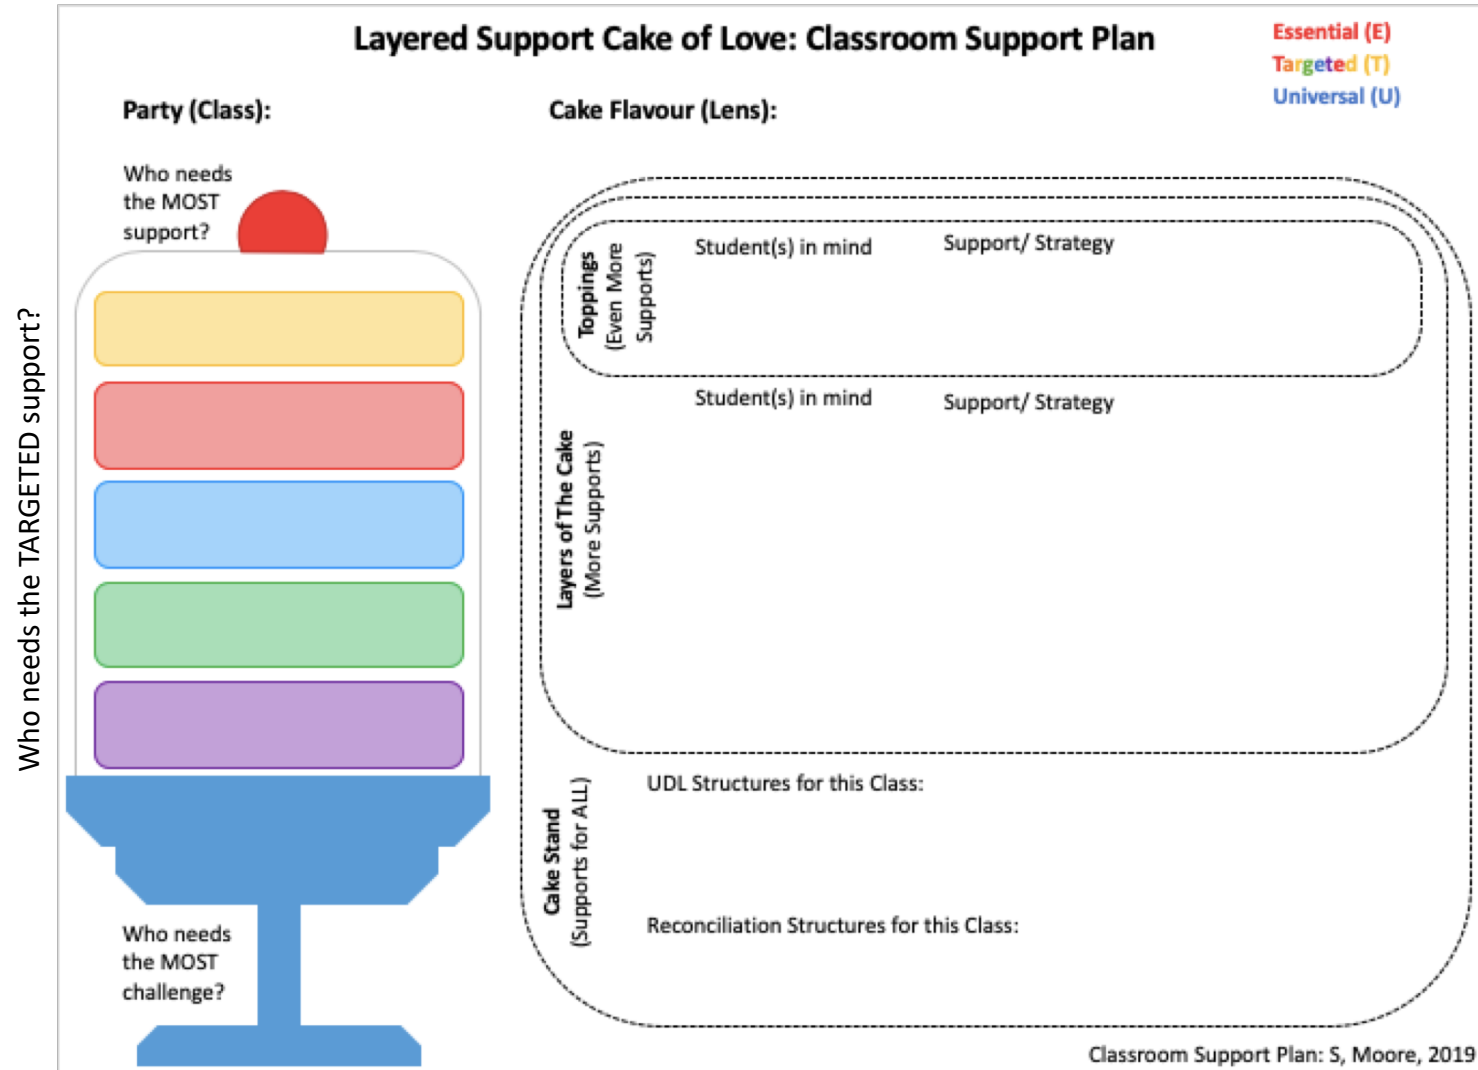 Layered Support Cake of Love: Classroom Support Plan
Essential (E)
Targeted (T)
Universal (U)
Party (Class):
Cake Flavour (Lens):
Who needs
the MOST
support?
Who needs the TARGETED support?
Who needs
the MOST
challenge?
Toppings
(Even More
Supports)
Student(s) in mind
Support/ Strategy
Layers of The Cake
(More Supports)
Student(s) in mind
Support/ Strategy
Cake Stand
(Supports for ALL)
UDL Structures for this Class:
Reconciliation Structures for this Class:
Classroom Support Plan: S, Moore, 2019